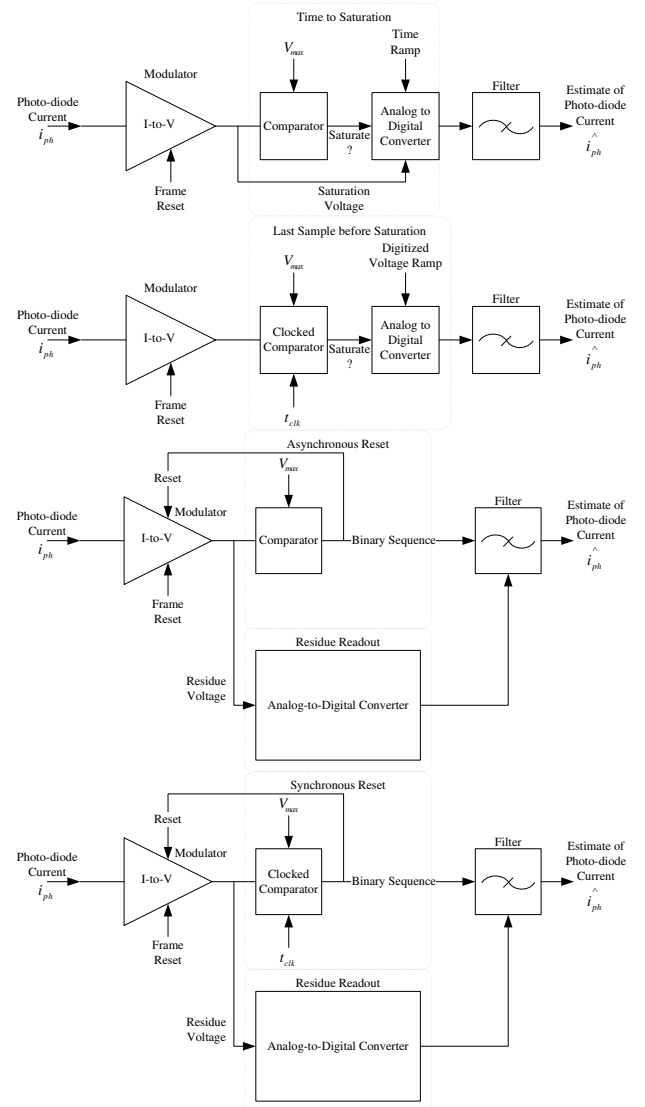 Time to Saturation
V_max
Time
Ramp
Modulator
Filter
Photo-diode
Current
i_ph
I-to-V
Comparator
Saturate
?
Analog to
Digital
Converter
Estimate of
Photo-diode
Current
^
i_ph
Frame
Reset
Saturation
Voltage
Last Sample before Saturation
V_max
Digitized
Voltage Ramp
Modulator
Filter
Photo-diode
Current
i_ph
I-to-V
Clocked
Comparator
Saturate
?
Analog to
Digital
Converter
Estimate of
Photo-diode
Current
^
i_ph
Frame
Reset
t_clk
Asynchronous Reset
V_max
Reset
Modulator
Filter
Photo-diode
Current
i_ph
I-to-V
Comparator
Binary Sequence
Estimate of
Photo-diode
Current
^
i_ph
Frame
Reset
Residue Readout
Residue
Voltage
Analog-to-Digital Converter
Synchronous Reset
V_max
Reset
Modulator
Filter
Photo-diode
Current
i_ph
I-to-V
Clocked
Comparator
Binary Sequence
Estimate of
Photo-diode
Current
^
i_ph
Frame
Reset
t_clk
Residue Readout
Residue
Voltage
Analog-to-Digital Converter